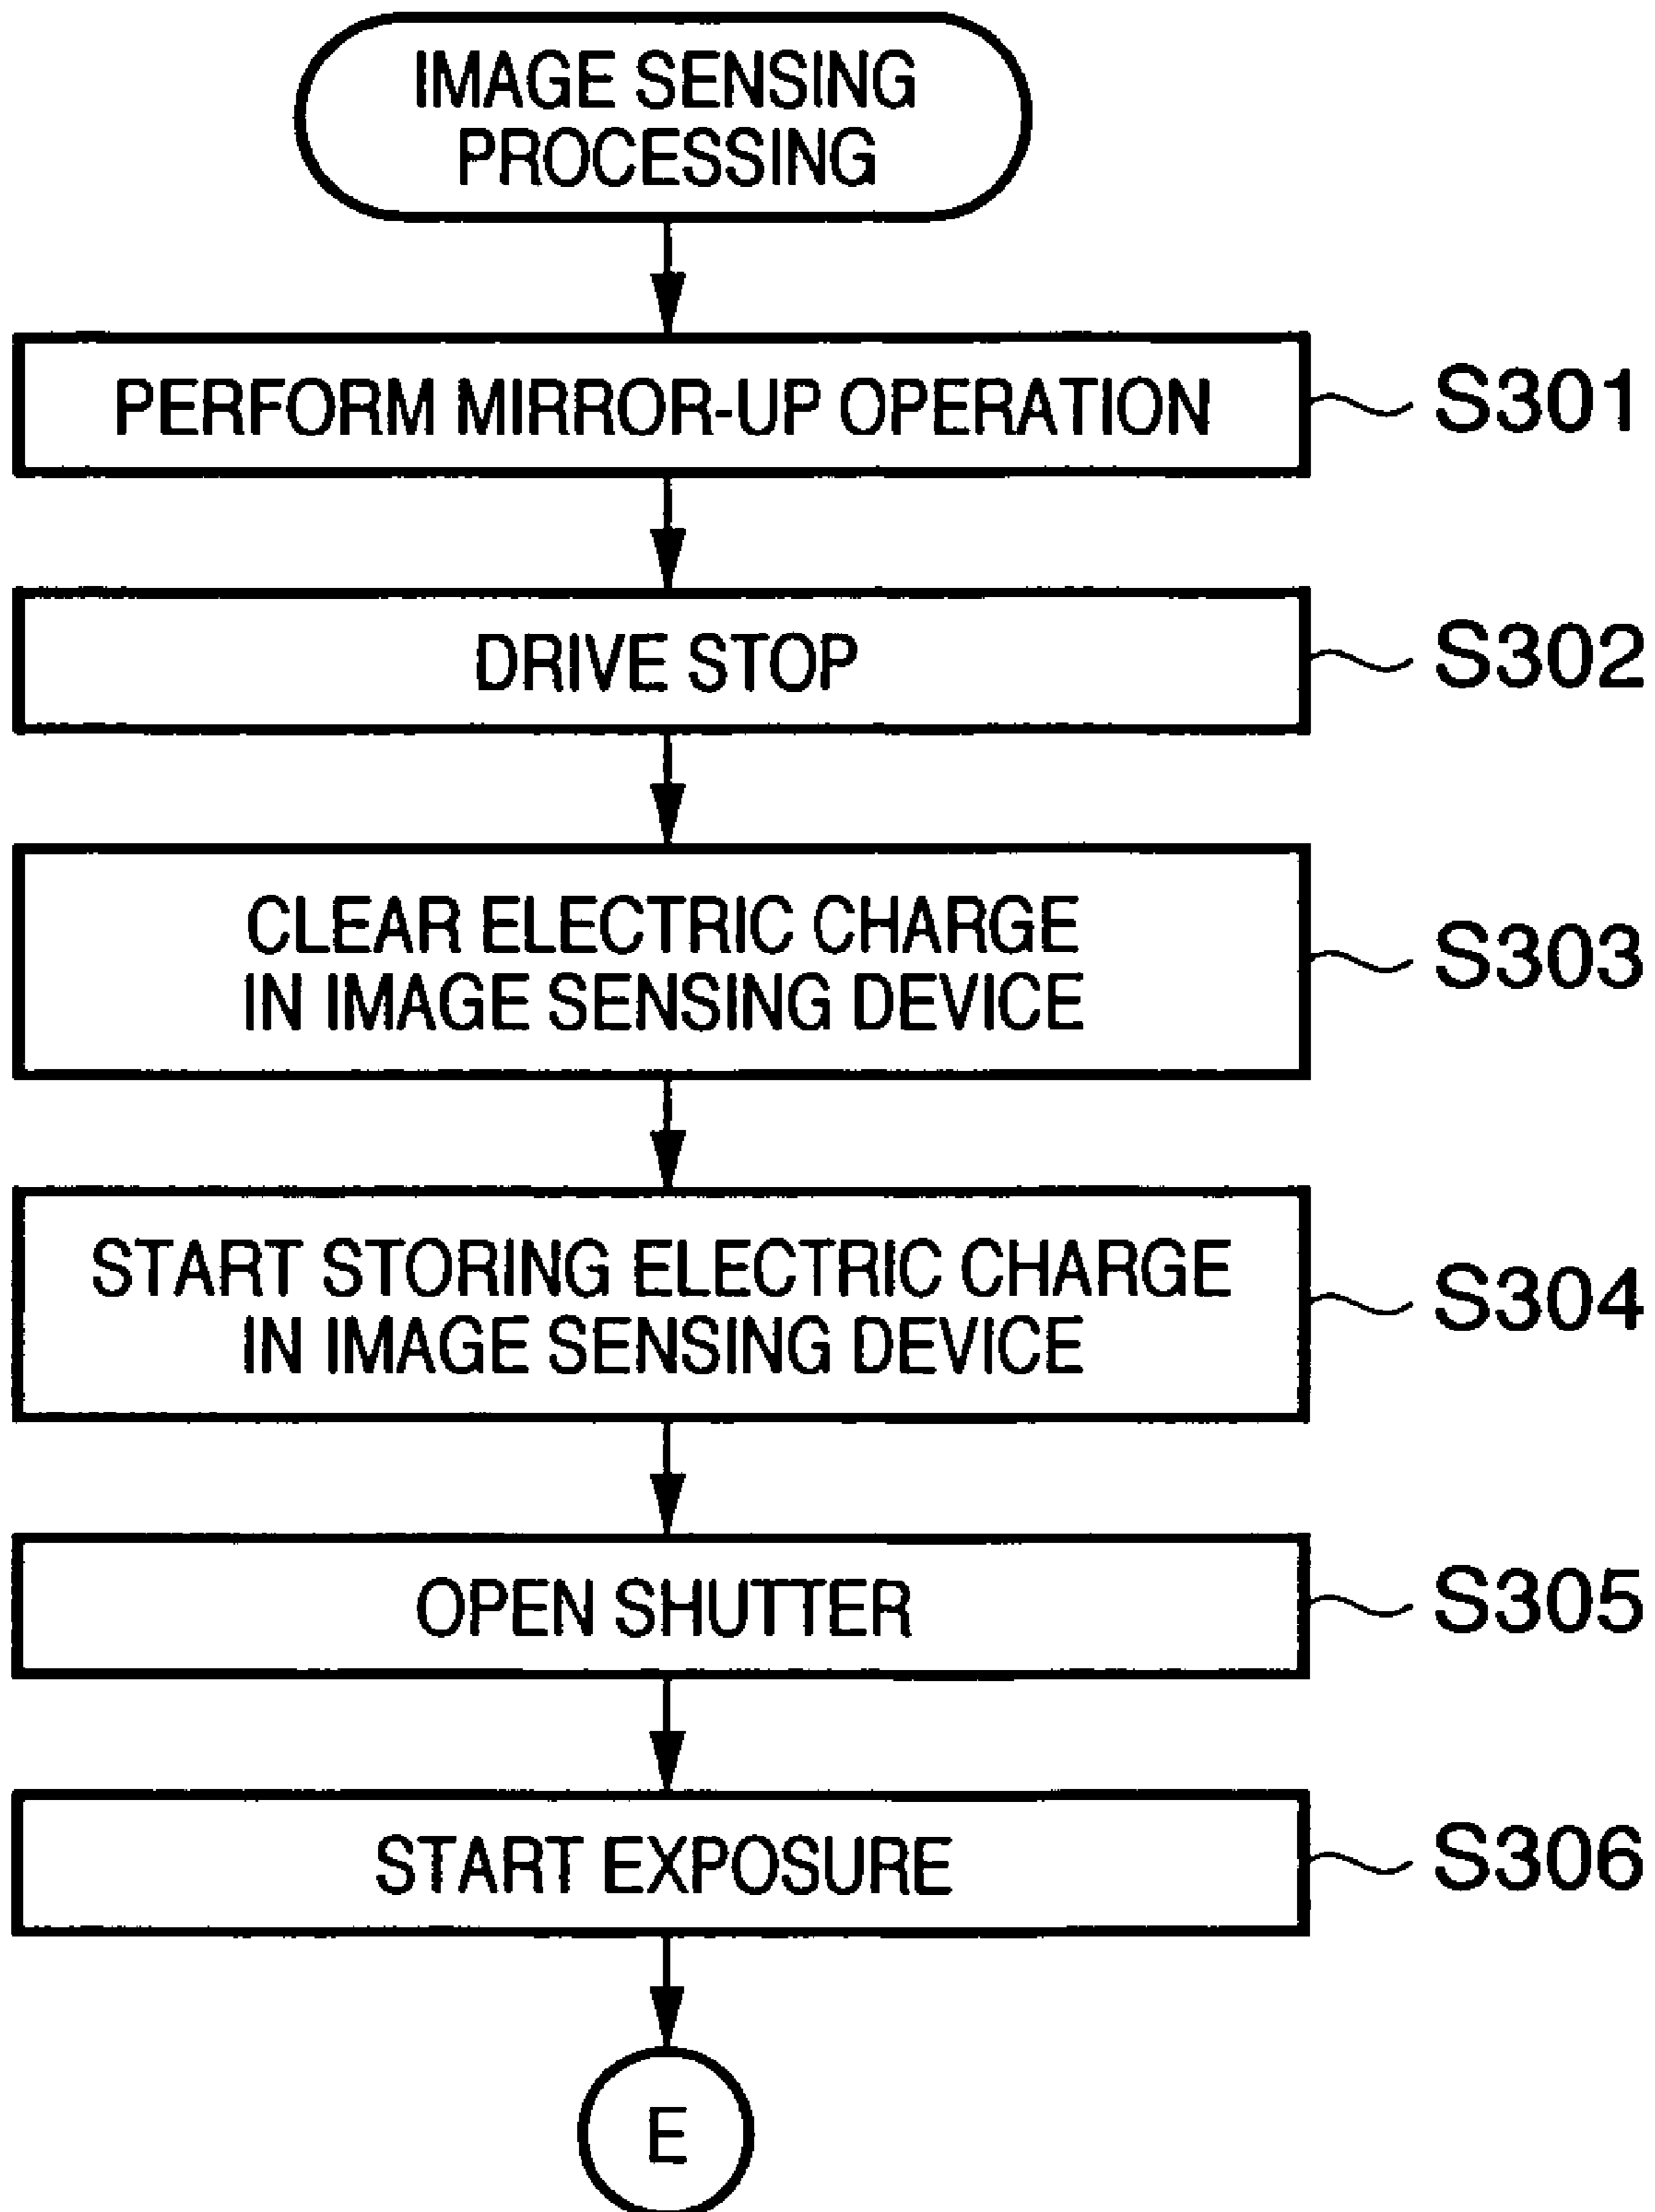 IMAGE SENSING
PROCESSING
PERFORM MIRROR-UP OPERATION
S301
DRIVE STOP
S302
CLEAR ELECTRIC CHARGE
IN IMAGE SENSING DEVICE
S303
START STORING ELECTRIC CHARGE
IN IMAGE SENSING DEVICE
S304
OPEN SHUTTER
S305
START EXPOSURE
S306
E